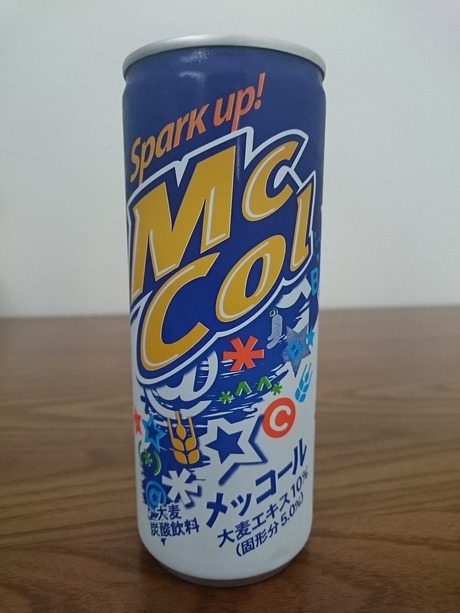 Spark up!
Mc
Col
C
@
メッコール
大麦エキス10%
(固形分5.0%)
大麦
炭酸飲料